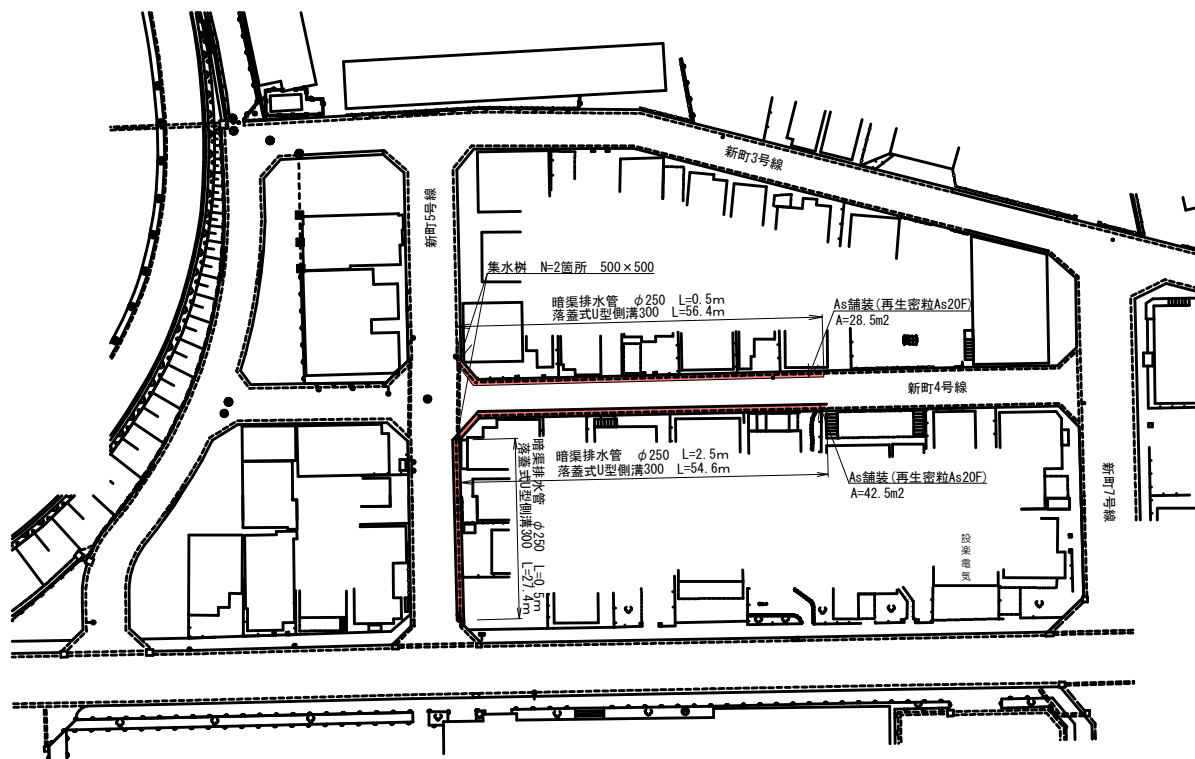 新町3号線
新町5号線
集水桝 N=2箇所 500×500
暗渠排水管 φ250 L=0.5m
落蓋式U型側溝300 L=56.4m
As舗装(再生密粒As20F)
A=28.5m2
新町4号線
暗渠排水管 φ250 L=2.5m
落蓋式U型側溝300 L=54.6m
As舗装(再生密粒As20F)
A=42.5m2
暗渠排水管 φ250 L=0.5m
落蓋式U型側溝300 L=27.4m
新町7号線
設楽電気